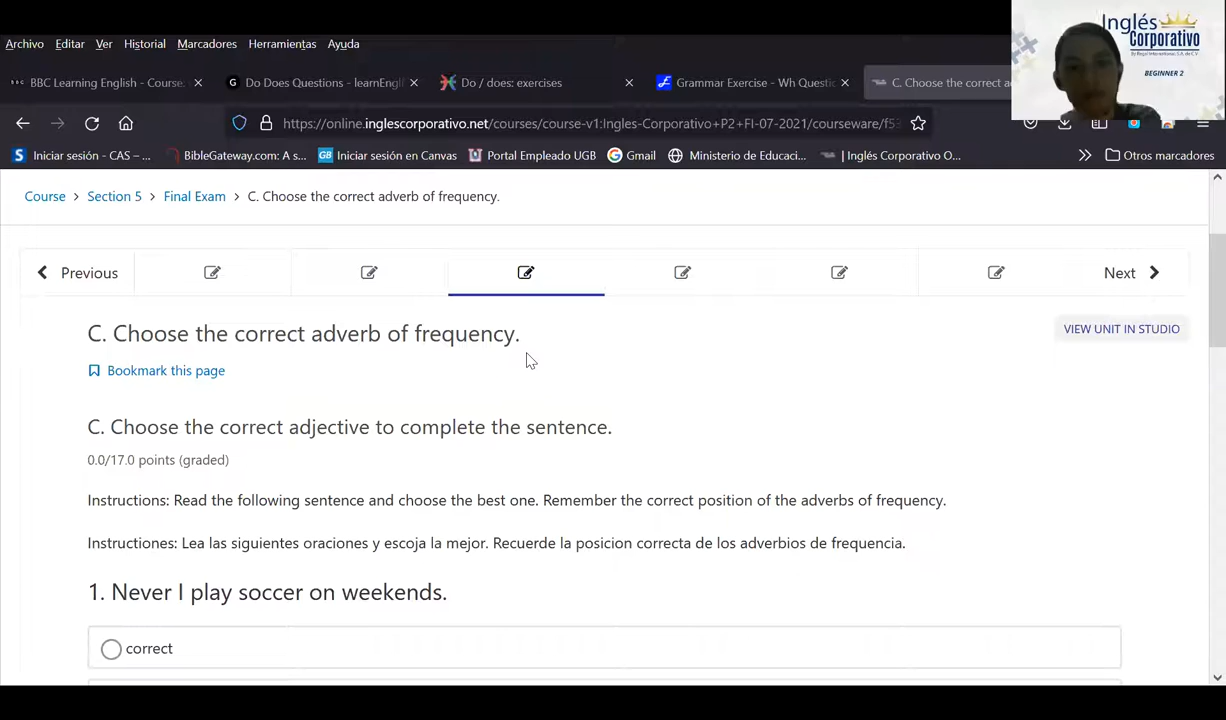 Archivo Editar Ver Historial Marcadores Herramientas Ayuda
Inglés
Corporativo
By Regal International, S.A. de C.V.
BEGINNER 2
BBC BBC Learning English - Course:
Do Does Questions - learnEngl
Do / does: exercises
Grammar Exercise - Wh Questi
C. Choose the correct a
https://online.inglescorporativo.net/courses/course-v1:Ingles-Corporativo+P2+FI-07-2021/courseware/f53
Iniciar sesión - CAS – ... BibleGateway.com: A s... Iniciar sesión en Canvas Portal Empleado UGB Gmail Ministerio de Educaci... | Inglés Corporativo O... Otros marcadores
Course > Section 5 > Final Exam > C. Choose the correct adverb of frequency.
Previous
Next
C. Choose the correct adverb of frequency.
VIEW UNIT IN STUDIO
Bookmark this page
C. Choose the correct adjective to complete the sentence.
0.0/17.0 points (graded)
Instructions: Read the following sentence and choose the best one. Remember the correct position of the adverbs of frequency.
Instructiones: Lea las siguientes oraciones y escoja la mejor. Recuerde la posicion correcta de los adverbios de frequencia.
1. Never I play soccer on weekends.
correct